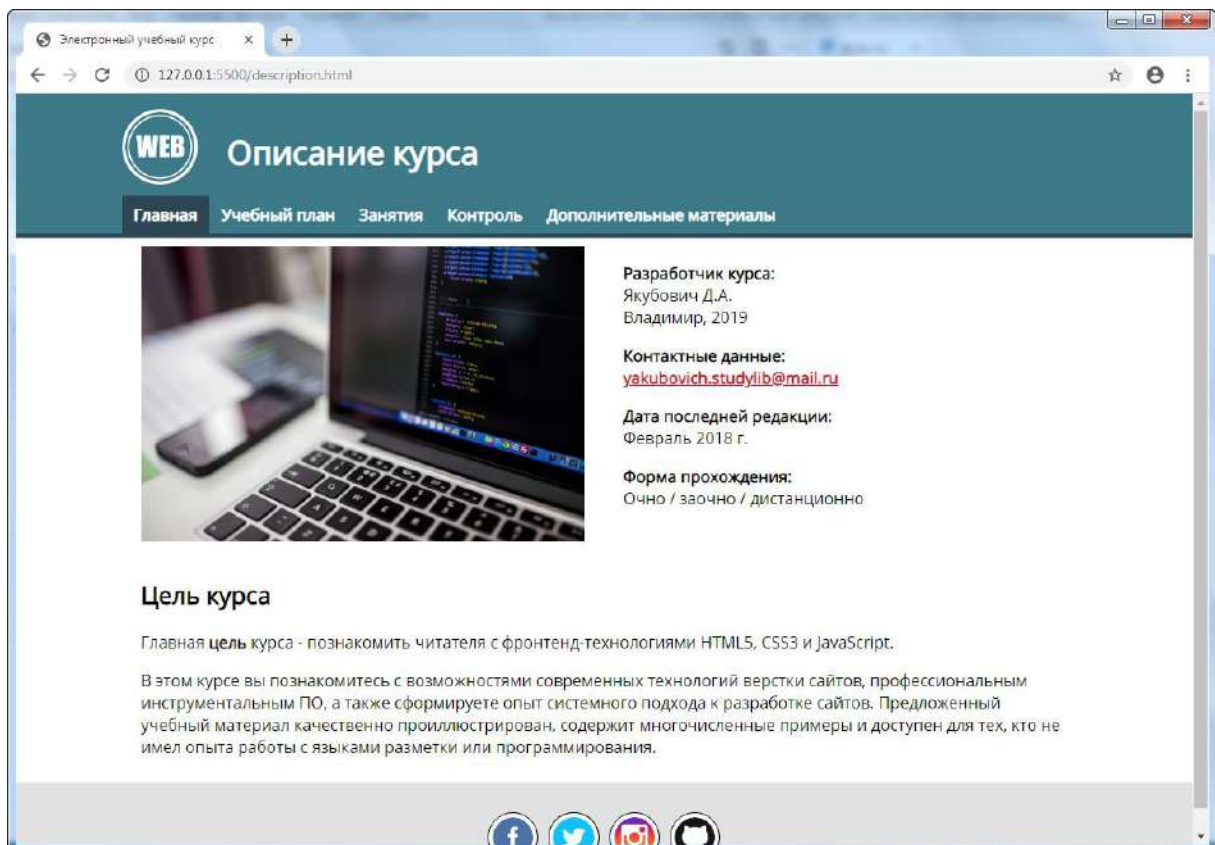 Электронный учебный курс
127.0.0.1:5500/description.html
WEB
Описание курса
Главная Учебный план Занятия Контроль Дополнительные материалы
Разработчик курса:
Якубович Д.А.
Владимир, 2019
Контактные данные:
yakubovich.studylib@mail.ru
Дата последней редакции:
Февраль 2018 г.
Форма прохождения:
Очно / заочно / дистанционно
Цель курса
Главная цель курса - познакомить читателя с фронтенд-технологиями HTML5, CSS3 и JavaScript.
В этом курсе вы познакомитесь с возможностями современных технологий верстки сайтов, профессиональным
инструментальным ПО, а также сформируете опыт системного подхода к разработке сайтов. Предложенный
учебный материал качественно проиллюстрирован, содержит многочисленные примеры и доступен для тех, кто не
имел опыта работы с языками разметки или программирования.